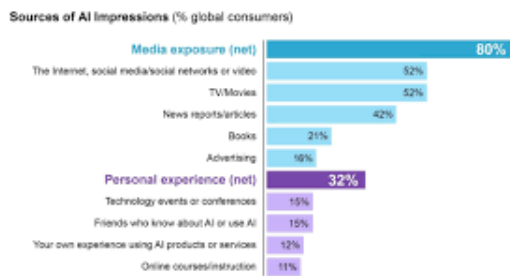 Sources of AI Impressions (% global consumers)
Media exposure (net) 80%
The Internet, social media/social networks or video 52%
TV/Movies 52%
News reports/articles 42%
Books 21%
Advertising 16%
Personal experience (net) 32%
Technology events or conferences 15%
Friends who know about AI or use AI 15%
Your own experience using AI products or services 12%
Online courses/instruction 11%